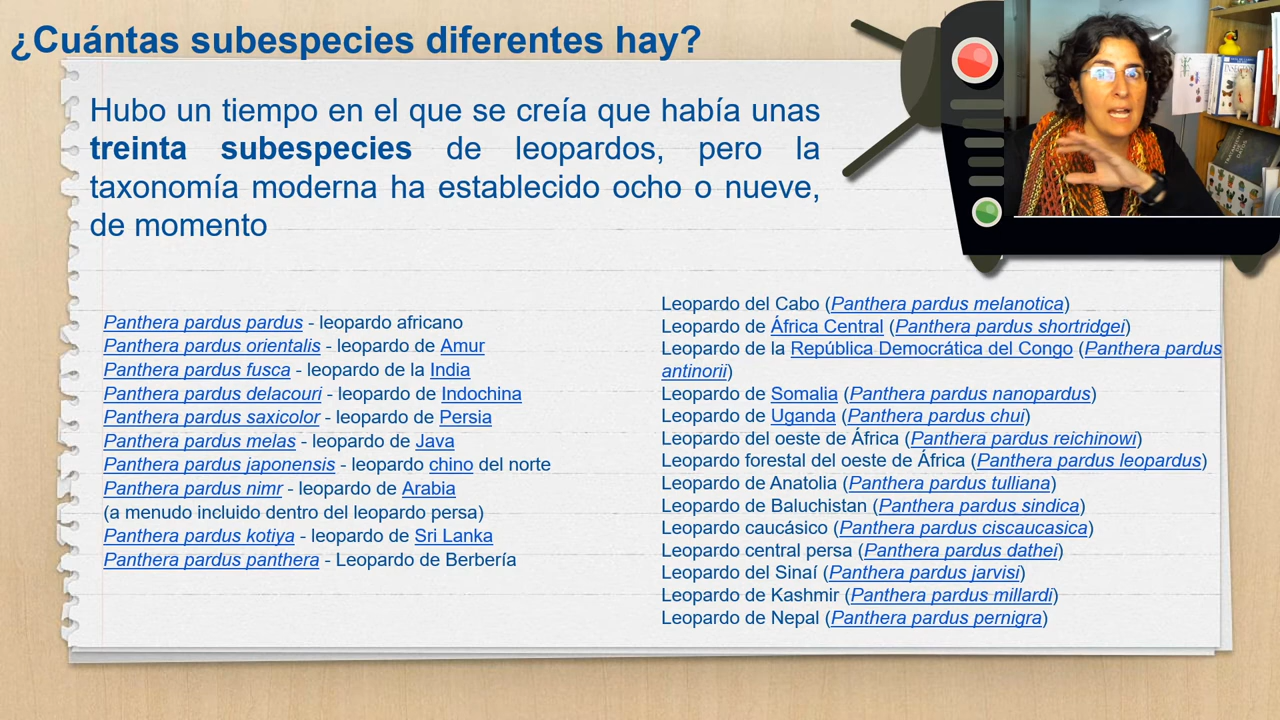 ¿Cuántas subespecies diferentes hay?
Hubo un tiempo en el que se creía que había unas
treinta subespecies de leopardos, pero la
taxonomía moderna ha establecido ocho o nueve,
de momento
Panthera pardus pardus - leopardo africano
Panthera pardus orientalis - leopardo de Amur
Panthera pardus fusca - leopardo de la India
Panthera pardus delacouri - leopardo de Indochina
Panthera pardus saxicolor - leopardo de Persia
Panthera pardus melas - leopardo de Java
Panthera pardus japonensis - leopardo chino del norte
Panthera pardus nimr - leopardo de Arabia
(a menudo incluido dentro del leopardo persa)
Panthera pardus kotiya - leopardo de Sri Lanka
Panthera pardus panthera - Leopardo de Berbería
Leopardo del Cabo (Panthera pardus melanotica)
Leopardo de África Central (Panthera pardus shortridgei)
Leopardo de la República Democrática del Congo (Panthera pardus
antinorii)
Leopardo de Somalia (Panthera pardus nanopardus)
Leopardo de Uganda (Panthera pardus chui)
Leopardo del oeste de África (Panthera pardus reichinowi)
Leopardo forestal del oeste de África (Panthera pardus leopardus)
Leopardo de Anatolia (Panthera pardus tulliana)
Leopardo de Baluchistan (Panthera pardus sindica)
Leopardo caucásico (Panthera pardus ciscaucasica)
Leopardo central persa (Panthera pardus dathei)
Leopardo del Sinaí (Panthera pardus jarvisi)
Leopardo de Kashmir (Panthera pardus millardi)
Leopardo de Nepal (Panthera pardus pernigra)